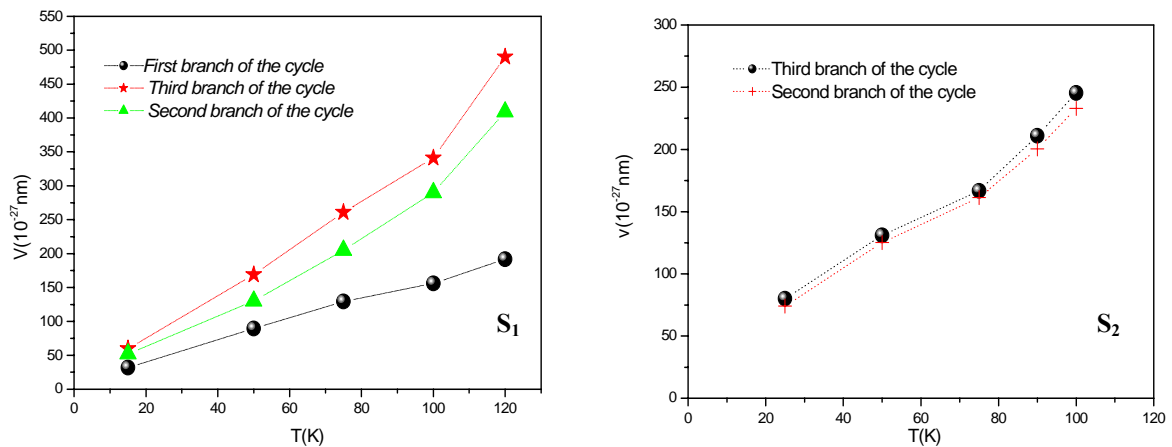 550
500
450
400
350
300
250
200
150
100
50
0
V(10⁻²⁷nm)
First branch of the cycle
Third branch of the cycle
Second branch of the cycle
S₁
0 20 40 60 80 100 120
T(K)
300
250
200
150
100
50
0
v(10⁻²⁷nm)
Third branch of the cycle
Second branch of the cycle
S₂
0 20 40 60 80 100 120
T(K)